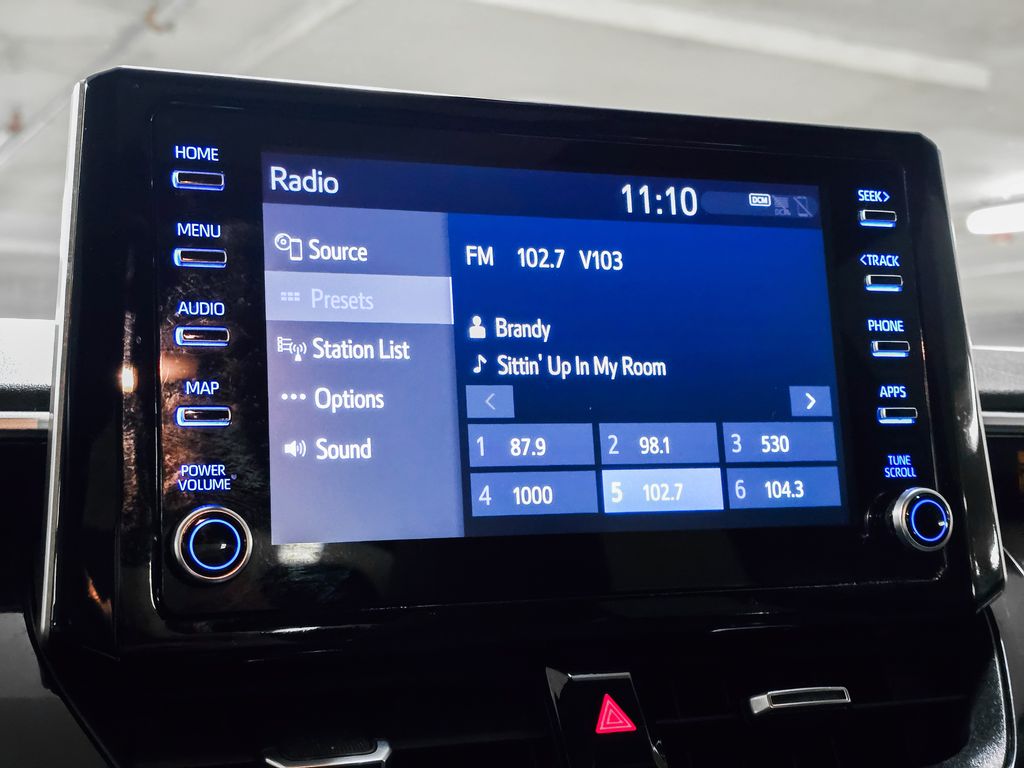 HOME
MENU
AUDIO
MAP
POWER
VOLUME
Radio
11:10
DCM
Source
Presets
Station List
Options
Sound
FM 102.7 V103
Brandy
Sittin' Up In My Room
< >
1 87.9 2 98.1 3 530
4 1000 5 102.7 6 104.3
SEEK>
<TRACK
PHONE
APPS
TUNE
SCROLL